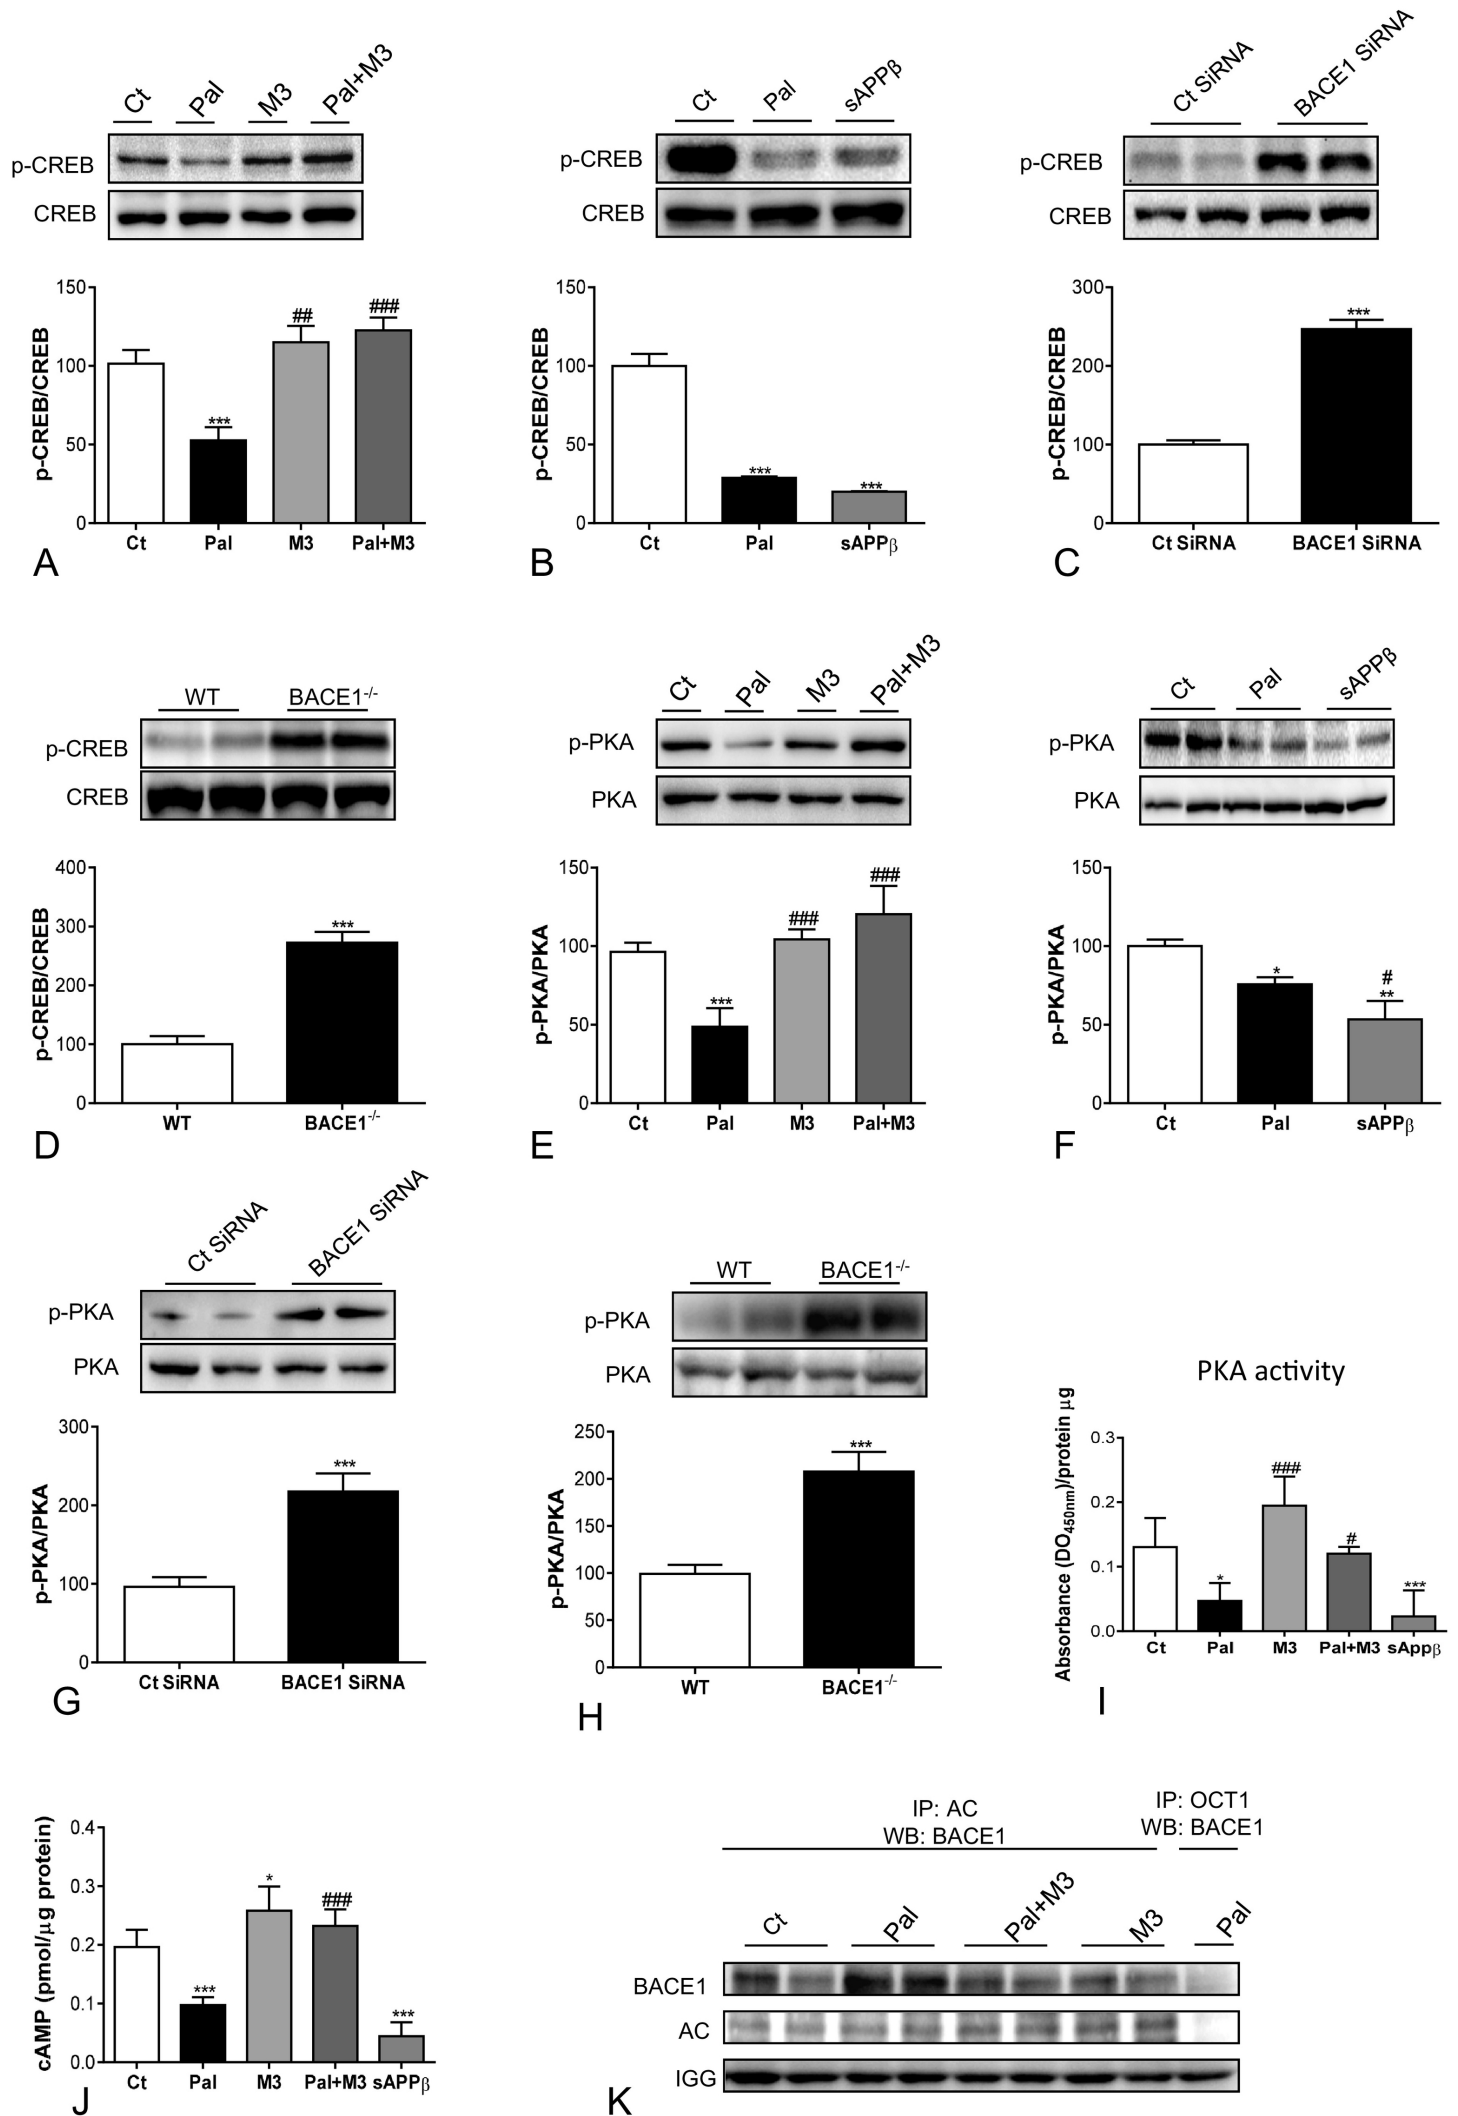 Ct Pal M3 Pal+M3
p-CREB
CREB
150
100
50
0
p-CREB/CREB
***
##
###
Ct Pal M3 Pal+M3
A
Ct Pal sAPPβ
p-CREB
CREB
150
100
50
0
p-CREB/CREB
***
***
Ct Pal sAPPβ
B
Ct SiRNA BACE1 SiRNA
p-CREB
CREB
300
200
100
0
p-CREB/CREB
***
Ct SiRNA BACE1 SiRNA
C
WT BACE1-/-
p-CREB
CREB
400
300
200
100
0
p-CREB/CREB
***
WT BACE1-/-
D
Ct Pal M3 Pal+M3
p-PKA
PKA
150
100
50
0
p-PKA/PKA
***
###
###
Ct Pal M3 Pal+M3
E
Ct Pal sAPPβ
p-PKA
PKA
150
100
50
0
p-PKA/PKA
*
#
**
Ct Pal sAPPβ
F
Ct SiRNA BACE1 SiRNA
p-PKA
PKA
300
200
100
0
p-PKA/PKA
***
Ct SiRNA BACE1 SiRNA
G
WT BACE1-/-
p-PKA
PKA
250
200
150
100
50
0
p-PKA/PKA
***
WT BACE1-/-
H
PKA activity
0.3
0.2
0.1
0.0
Absorbance (DO450nm)/protein µg
*
###
#
***
Ct Pal M3 Pal+M3 sAppβ
I
0.4
0.3
0.2
0.1
0.0
cAMP (pmol/µg protein)
***
*
###
***
Ct Pal M3 Pal+M3 sAPPβ
J
IP: AC
WB: BACE1
IP: OCT1
WB: BACE1
Ct Pal Pal+M3 M3 Pal
BACE1
AC
IGG
K